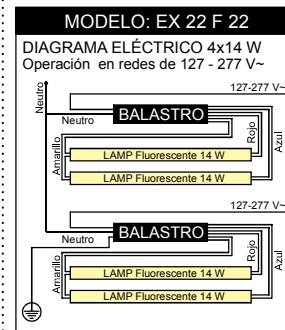 MODELO: EX 22 F 22
DIAGRAMA ELÉCTRICO 4x14 W
Operación en redes de 127 - 277 V~
127-277 V~
Neutro
Neutro
BALASTRO
Amarillo
Rojo
Azul
LAMP Fluorescente 14 W
LAMP Fluorescente 14 W
127-277 V~
Neutro
BALASTRO
Amarillo
Rojo
Azul
LAMP Fluorescente 14 W
LAMP Fluorescente 14 W